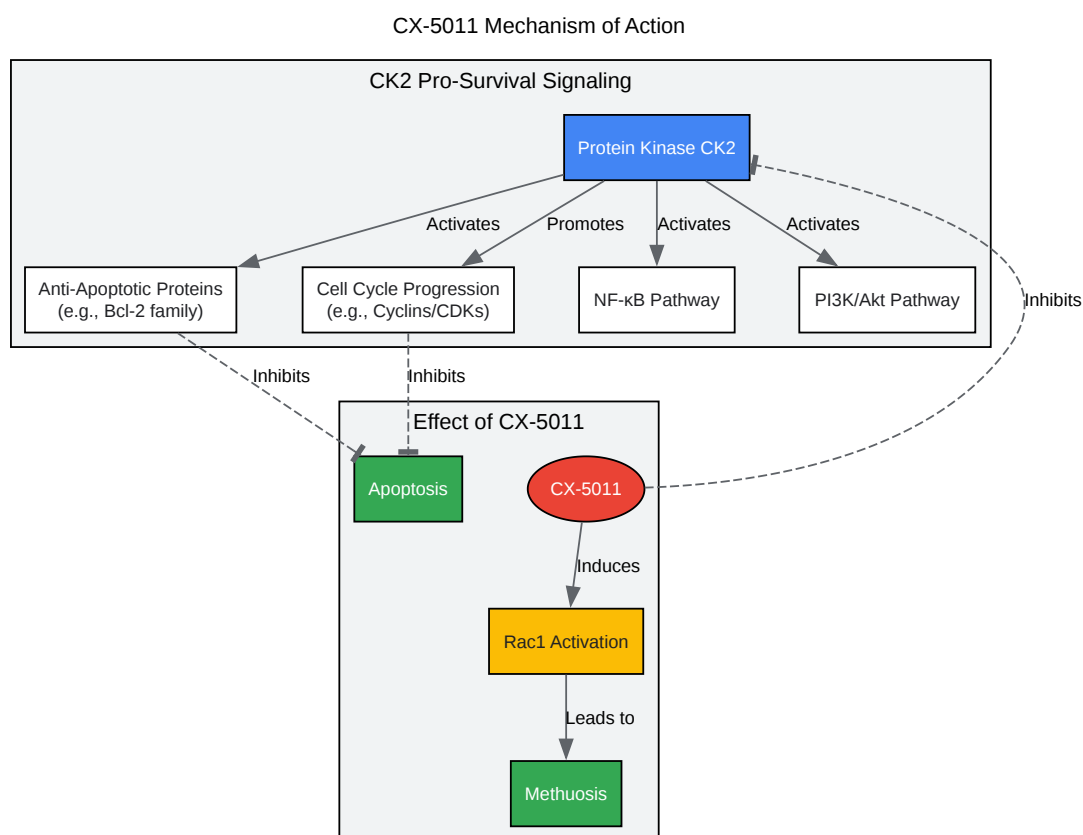 CX-5011 Mechanism of Action
CK2 Pro-Survival Signaling
Protein Kinase CK2
Activates
Promotes
Activates
Activates
Anti-Apoptotic Proteins
(e.g., Bcl-2 family)
Cell Cycle Progression
(e.g., Cyclins/CDKs)
NF-κB Pathway
PI3K/Akt Pathway
Inhibits
Inhibits
Inhibits
Effect of CX-5011
Apoptosis
CX-5011
Induces
Rac1 Activation
Leads to
Methuosis